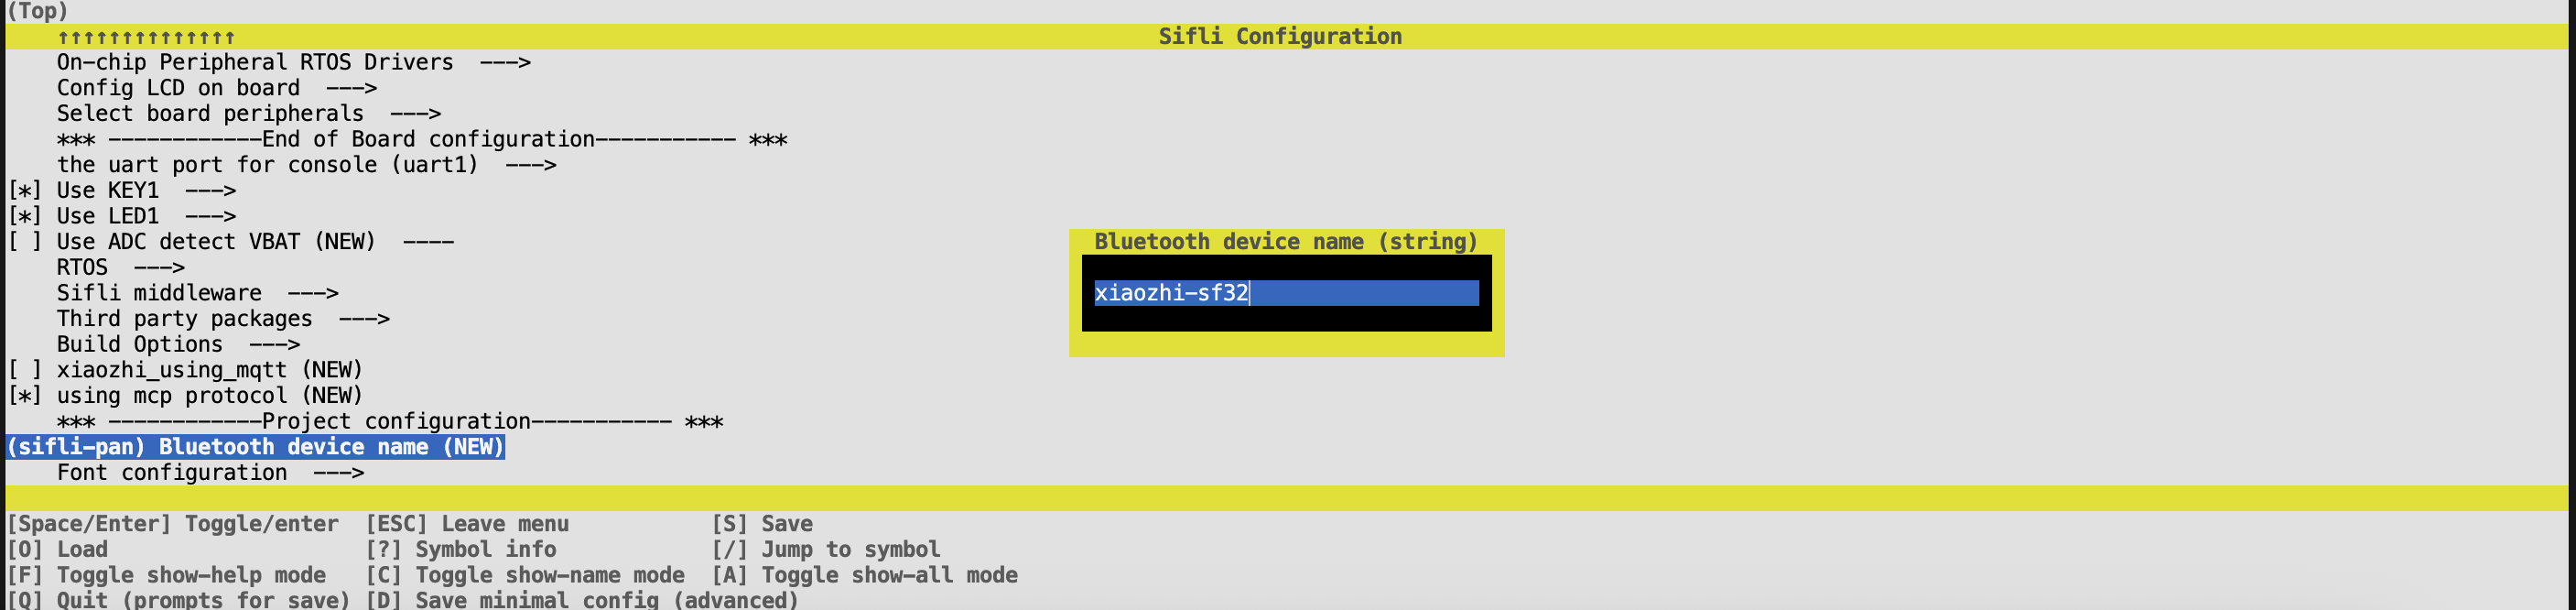 (Top)
↑↑↑↑↑↑↑↑↑↑↑↑↑↑ Sifli Configuration
On-chip Peripheral RTOS Drivers --->
Config LCD on board --->
Select board peripherals --->
*** ------------End of Board configuration----------- ***
the uart port for console (uart1) --->
[*] Use KEY1 --->
[*] Use LED1 --->
[ ] Use ADC detect VBAT (NEW) ----
RTOS --->
Sifli middleware --->
Third party packages --->
Build Options --->
[ ] xiaozhi_using_mqtt (NEW)
[*] using mcp protocol (NEW)
*** ------------Project configuration----------- ***
(sifli-pan) Bluetooth device name (NEW)
Font configuration --->
Bluetooth device name (string)
xiaozhi-sf32
[Space/Enter] Toggle/enter [ESC] Leave menu [S] Save
[O] Load [?] Symbol info [/] Jump to symbol
[F] Toggle show-help mode [C] Toggle show-name mode [A] Toggle show-all mode
[Q] Quit (prompts for save) [D] Save minimal config (advanced)